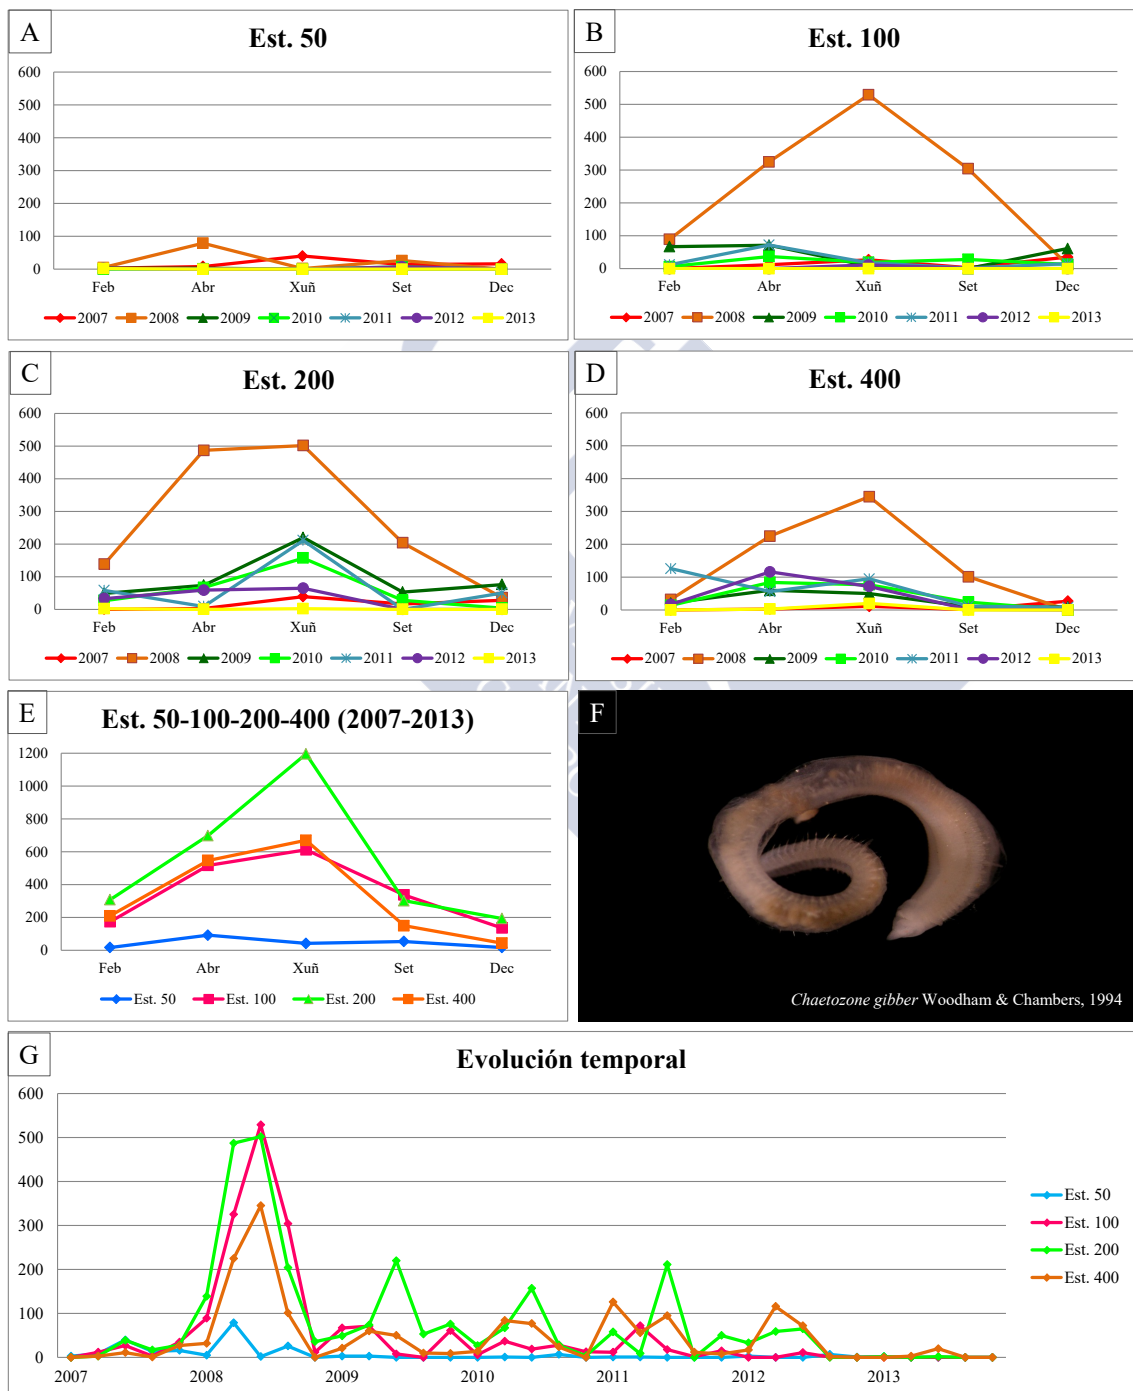 A
Est. 50
600
500
400
300
200
100
0
Feb Abr Xuñ Set Dec
2007 2008 2009 2010 2011 2012 2013
B
Est. 100
600
500
400
300
200
100
0
Feb Abr Xuñ Set Dec
2007 2008 2009 2010 2011 2012 2013
C
Est. 200
600
500
400
300
200
100
0
Feb Abr Xuñ Set Dec
2007 2008 2009 2010 2011 2012 2013
D
Est. 400
600
500
400
300
200
100
0
Feb Abr Xuñ Set Dec
2007 2008 2009 2010 2011 2012 2013
E
Est. 50-100-200-400 (2007-2013)
1200
1000
800
600
400
200
0
Feb Abr Xuñ Set Dec
Est. 50 Est. 100 Est. 200 Est. 400
F
Chaetozone gibber Woodham & Chambers, 1994
G
Evolución temporal
600
500
400
300
200
100
0
2007 2008 2009 2010 2011 2012 2013
Est. 50
Est. 100
Est. 200
Est. 400